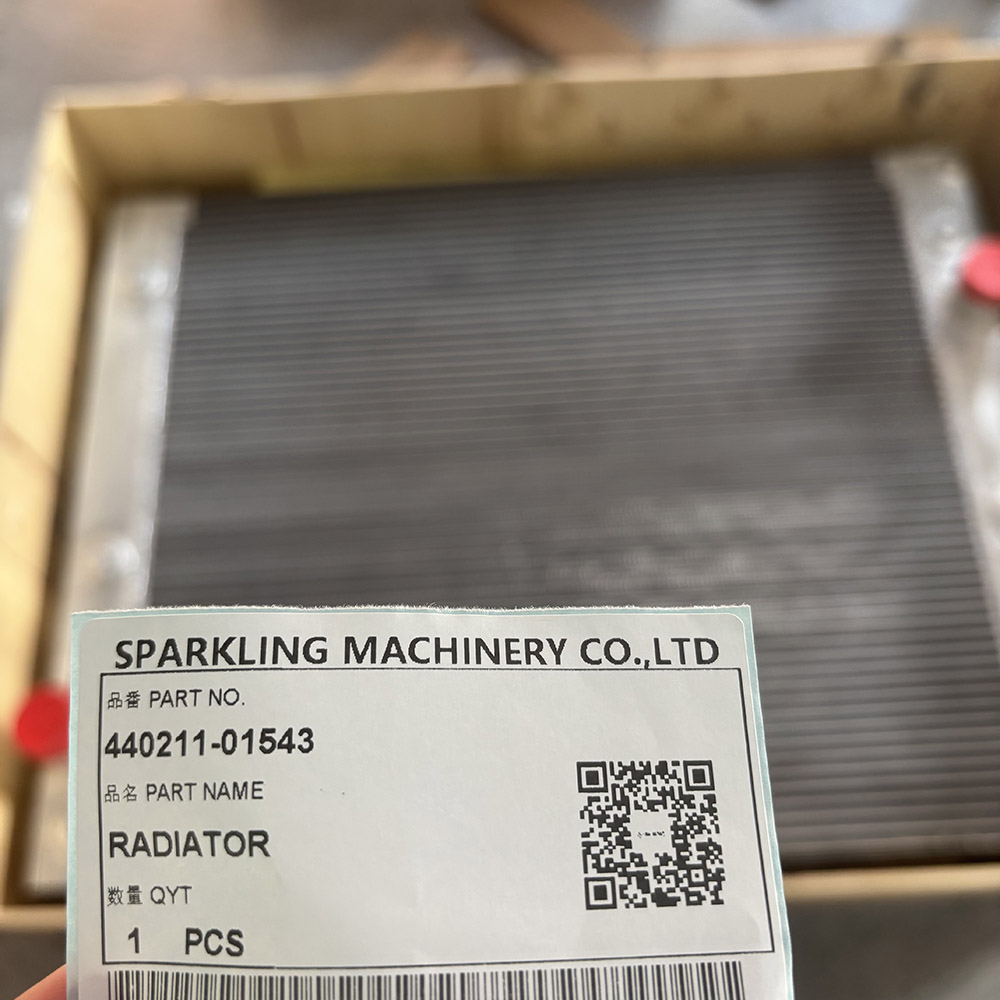 SPARKLING MACHINERY CO.,LTD
品番 PART NO.
440211-01543
品名 PART NAME
RADIATOR
数量 QYT
1 PCS